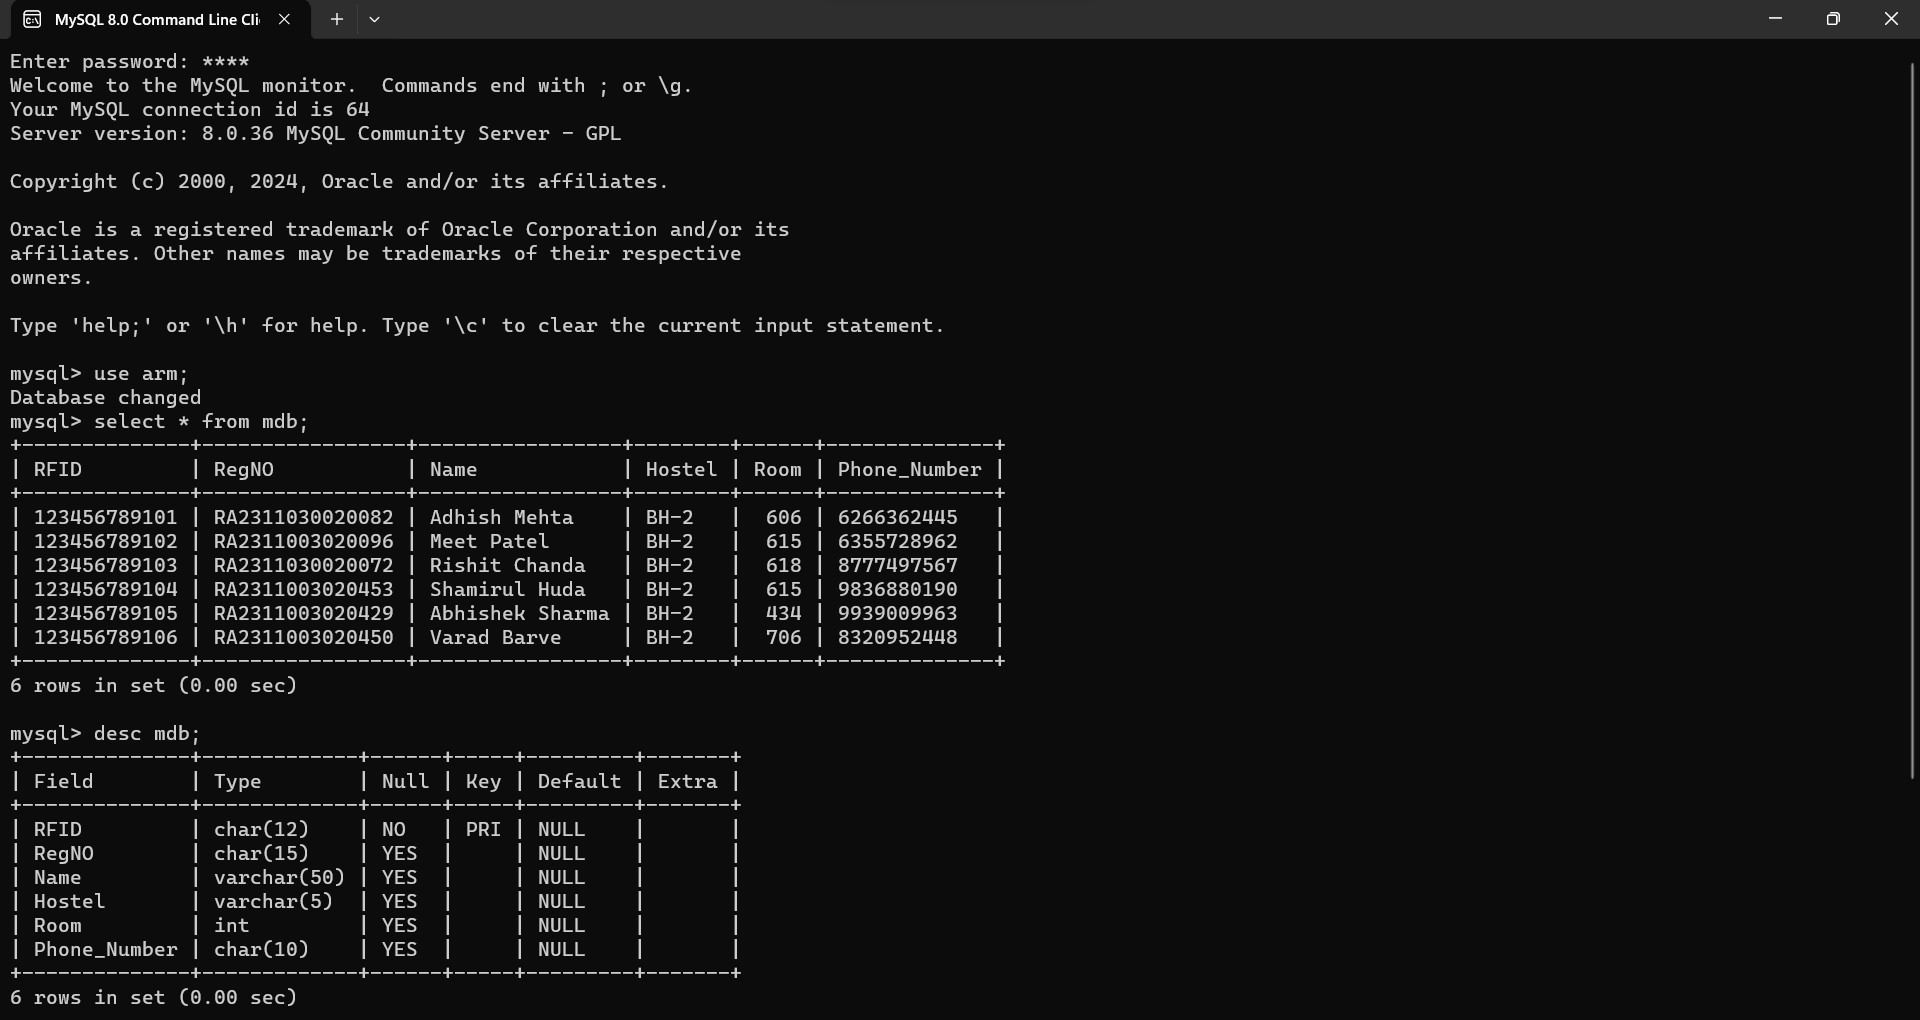 MySQL 8.0 Command Line Cli
Enter password: ****
Welcome to the MySQL monitor.  Commands end with ; or \g.
Your MySQL connection id is 64
Server version: 8.0.36 MySQL Community Server - GPL

Copyright (c) 2000, 2024, Oracle and/or its affiliates.

Oracle is a registered trademark of Oracle Corporation and/or its
affiliates. Other names may be trademarks of their respective
owners.

Type 'help;' or '\h' for help. Type '\c' to clear the current input statement.

mysql> use arm;
Database changed
mysql> select * from mdb;
+--------------+-----------------+-----------------+--------+------+--------------+
| RFID         | RegNO           | Name            | Hostel | Room | Phone_Number |
+--------------+-----------------+-----------------+--------+------+--------------+
| 123456789101 | RA2311030020082 | Adhish Mehta    | BH-2   |  606 | 6266362445   |
| 123456789102 | RA2311003020096 | Meet Patel      | BH-2   |  615 | 6355728962   |
| 123456789103 | RA2311030020072 | Rishit Chanda   | BH-2   |  618 | 8777497567   |
| 123456789104 | RA2311003020453 | Shamirul Huda   | BH-2   |  615 | 9836880190   |
| 123456789105 | RA2311003020429 | Abhishek Sharma | BH-2   |  434 | 9939009963   |
| 123456789106 | RA2311003020450 | Varad Barve     | BH-2   |  706 | 8320952448   |
+--------------+-----------------+-----------------+--------+------+--------------+
6 rows in set (0.00 sec)

mysql> desc mdb;
+--------------+-------------+------+-----+---------+-------+
| Field        | Type        | Null | Key | Default | Extra |
+--------------+-------------+------+-----+---------+-------+
| RFID         | char(12)    | NO   | PRI | NULL    |       |
| RegNO        | char(15)    | YES  |     | NULL    |       |
| Name         | varchar(50) | YES  |     | NULL    |       |
| Hostel       | varchar(5)  | YES  |     | NULL    |       |
| Room         | int         | YES  |     | NULL    |       |
| Phone_Number | char(10)    | YES  |     | NULL    |       |
+--------------+-------------+------+-----+---------+-------+
6 rows in set (0.00 sec)